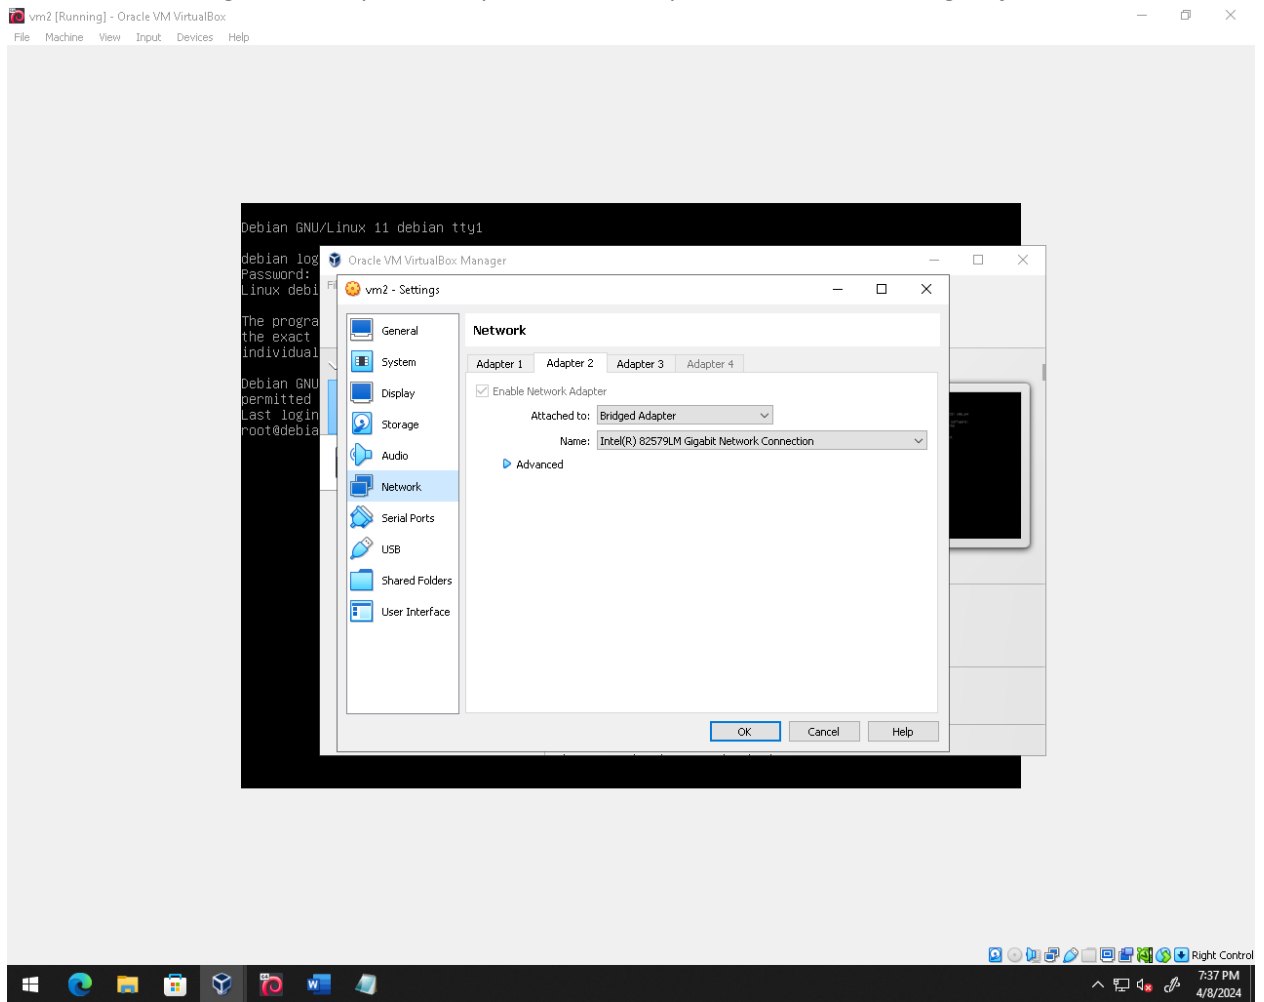 vm2 [Running] - Oracle VM VirtualBox
File Machine View Input Devices Help
Debian GNU/Linux 11 debian tty1
debian log
Password:
Linux debi
The progra
the exact
individual
Debian GNU
permitted
Last login
root@debia
Oracle VM VirtualBox Manager
vm2 - Settings
General
System
Display
Storage
Audio
Network
Serial Ports
USB
Shared Folders
User Interface
Network
Adapter 1 Adapter 2 Adapter 3 Adapter 4
Enable Network Adapter
Attached to: Bridged Adapter
Name: Intel(R) 82579LM Gigabit Network Connection
Advanced
OK Cancel Help
Right Control
7:37 PM
4/8/2024